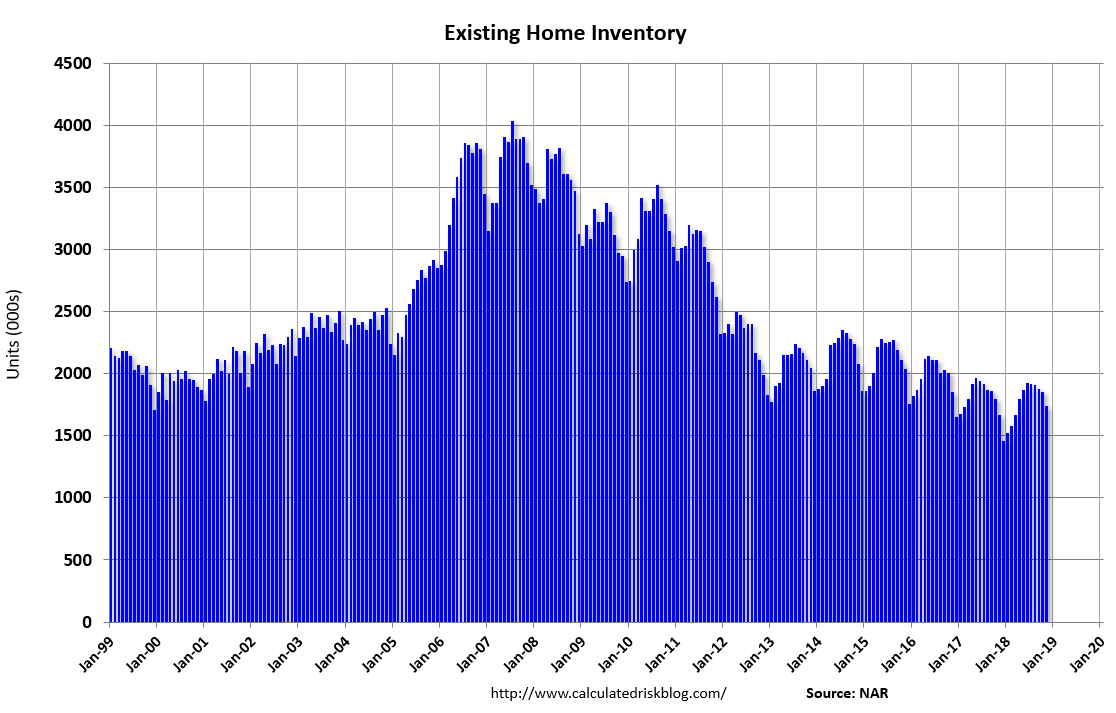 Existing Home Inventory
Units (000s)
4500
4000
3500
3000
2500
2000
1500
1000
500
0
Jan-99
Jan-00
Jan-01
Jan-02
Jan-03
Jan-04
Jan-05
Jan-06
Jan-07
Jan-08
Jan-09
Jan-10
Jan-11
Jan-12
Jan-13
Jan-14
Jan-15
Jan-16
Jan-17
Jan-18
Jan-19
Jan-20
http://www.calculatedriskblog.com/
Source: NAR